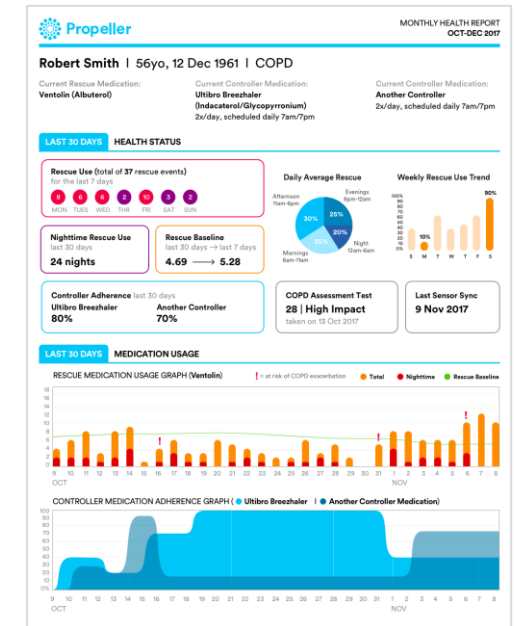 Propeller
MONTHLY HEALTH REPORT
OCT-DEC 2017
Robert Smith | 56yo, 12 Dec 1961 | COPD
Current Rescue Medication:
Ventolin (Albuterol)
Current Controller Medication:
Ultibro Breezhaler
(Indacaterol/Glycopyrronium)
2x/day, scheduled daily 7am/7pm
Current Controller Medication:
Another Controller
2x/day, scheduled daily 7am/7pm
LAST 30 DAYS HEALTH STATUS
Rescue Use (total of 37 rescue events)
for the last 7 days
8 6 6 2 10 3 2
MON TUES WED THR FRI SAT SUN
Nighttime Rescue Use
last 30 days
24 nights
Rescue Baseline
last 30 days → last 7 days
4.69 → 5.28
Daily Average Rescue
Afternoon
11am-6pm
Evenings
6pm-12am
30%
25%
20%
25%
Mornings
6am-11am
Night
12am-6am
Weekly Rescue Use Trend
100%
90
80
70
60
50
40
30
20
10
0%
10%
90%
S M T W T F S
Controller Adherence last 30 days
Ultibro Breezhaler
80%
Another Controller
70%
COPD Assessment Test
28 | High Impact
taken on 13 Oct 2017
Last Sensor Sync
9 Nov 2017
LAST 30 DAYS MEDICATION USAGE
RESCUE MEDICATION USAGE GRAPH (Ventolin)
! = at risk of COPD exacerbation
Total
Nighttime
Rescue Baseline
18
16
14
12
10
8
6
4
2
0
! ! !
9 10 11 12 13 14 15 16 17 18 19 20 21 22 23 24 25 26 27 28 29 30 31 1 2 3 4 5 6 7 8
OCT NOV
CONTROLLER MEDICATION ADHERENCE GRAPH ( Ultibro Breezhaler | Another Controller Medication)
100
90
80
70
60
50
40
30
20
10
0%
9 10 11 12 13 14 15 16 17 18 19 20 21 22 23 24 25 26 27 28 29 30 31 1 2 3 4 5 6 7 8
OCT NOV